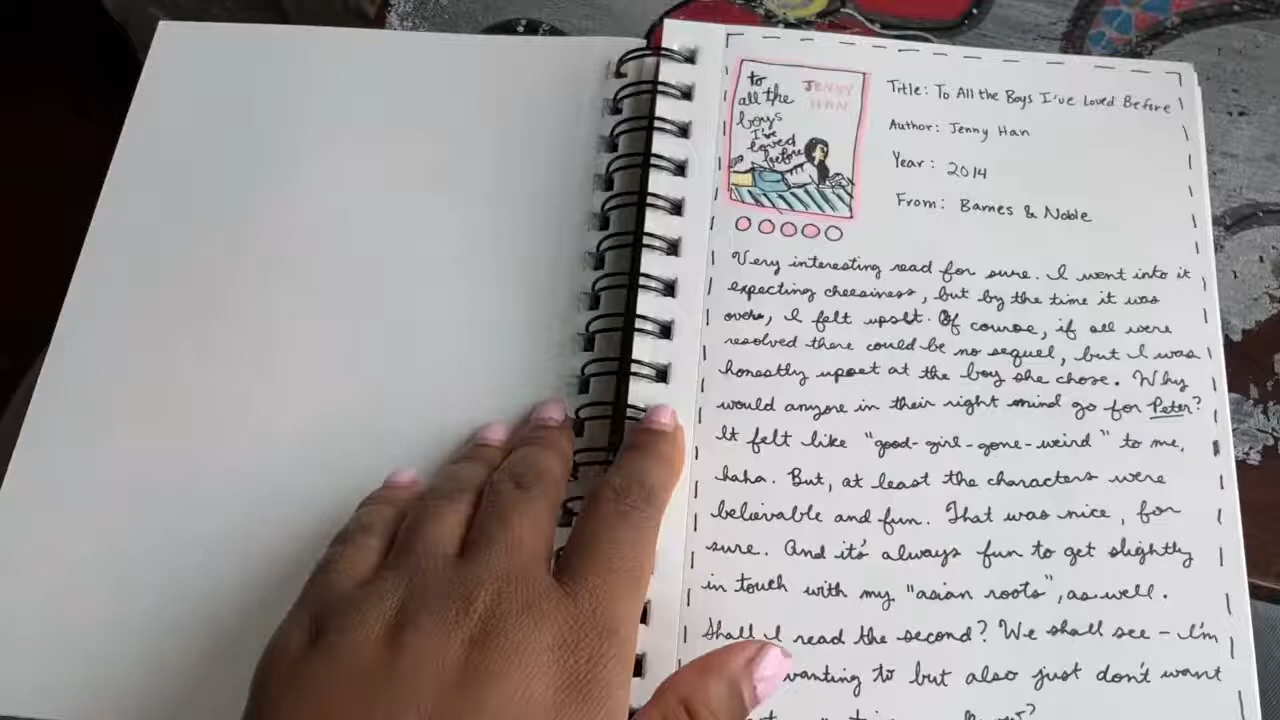 to
all the
boys
I've
loved
before
JENNY
HAN
Title: To All the Boys I've Loved Before
Author: Jenny Han
Year: 2014
From: Barnes & Noble
Very interesting read for sure. I went into it
expecting cheesiness, but by the time it was
over, I felt upset. Of course, if all were
resolved there could be no sequel, but I was
honestly upset at the boy she chose. Why
would anyone in their right mind go for Peter?
It felt like "good-girl-gone-weird" to me,
haha. But, at least the characters were
believable and fun. That was nice, for
sure. And it's always fun to get slightly
in touch with my "asian roots", as well.
Shall I read the second? We shall see - I'm
wanting to but also just don't want